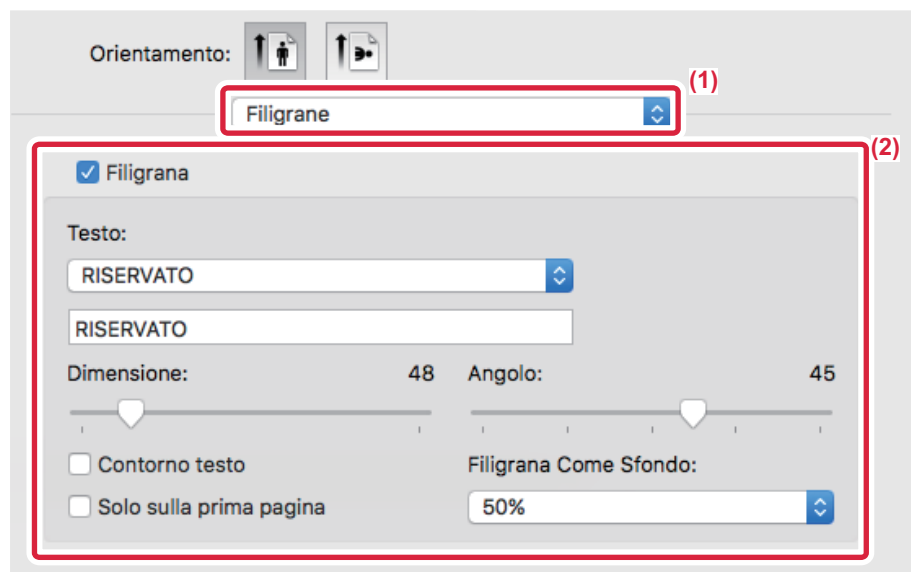 Orientamento:
(1)
Filigrane
(2)
Filigrana
Testo:
RISERVATO
RISERVATO
Dimensione: 48 Angolo: 45
Contorno testo Filigrana Come Sfondo:
Solo sulla prima pagina 50%